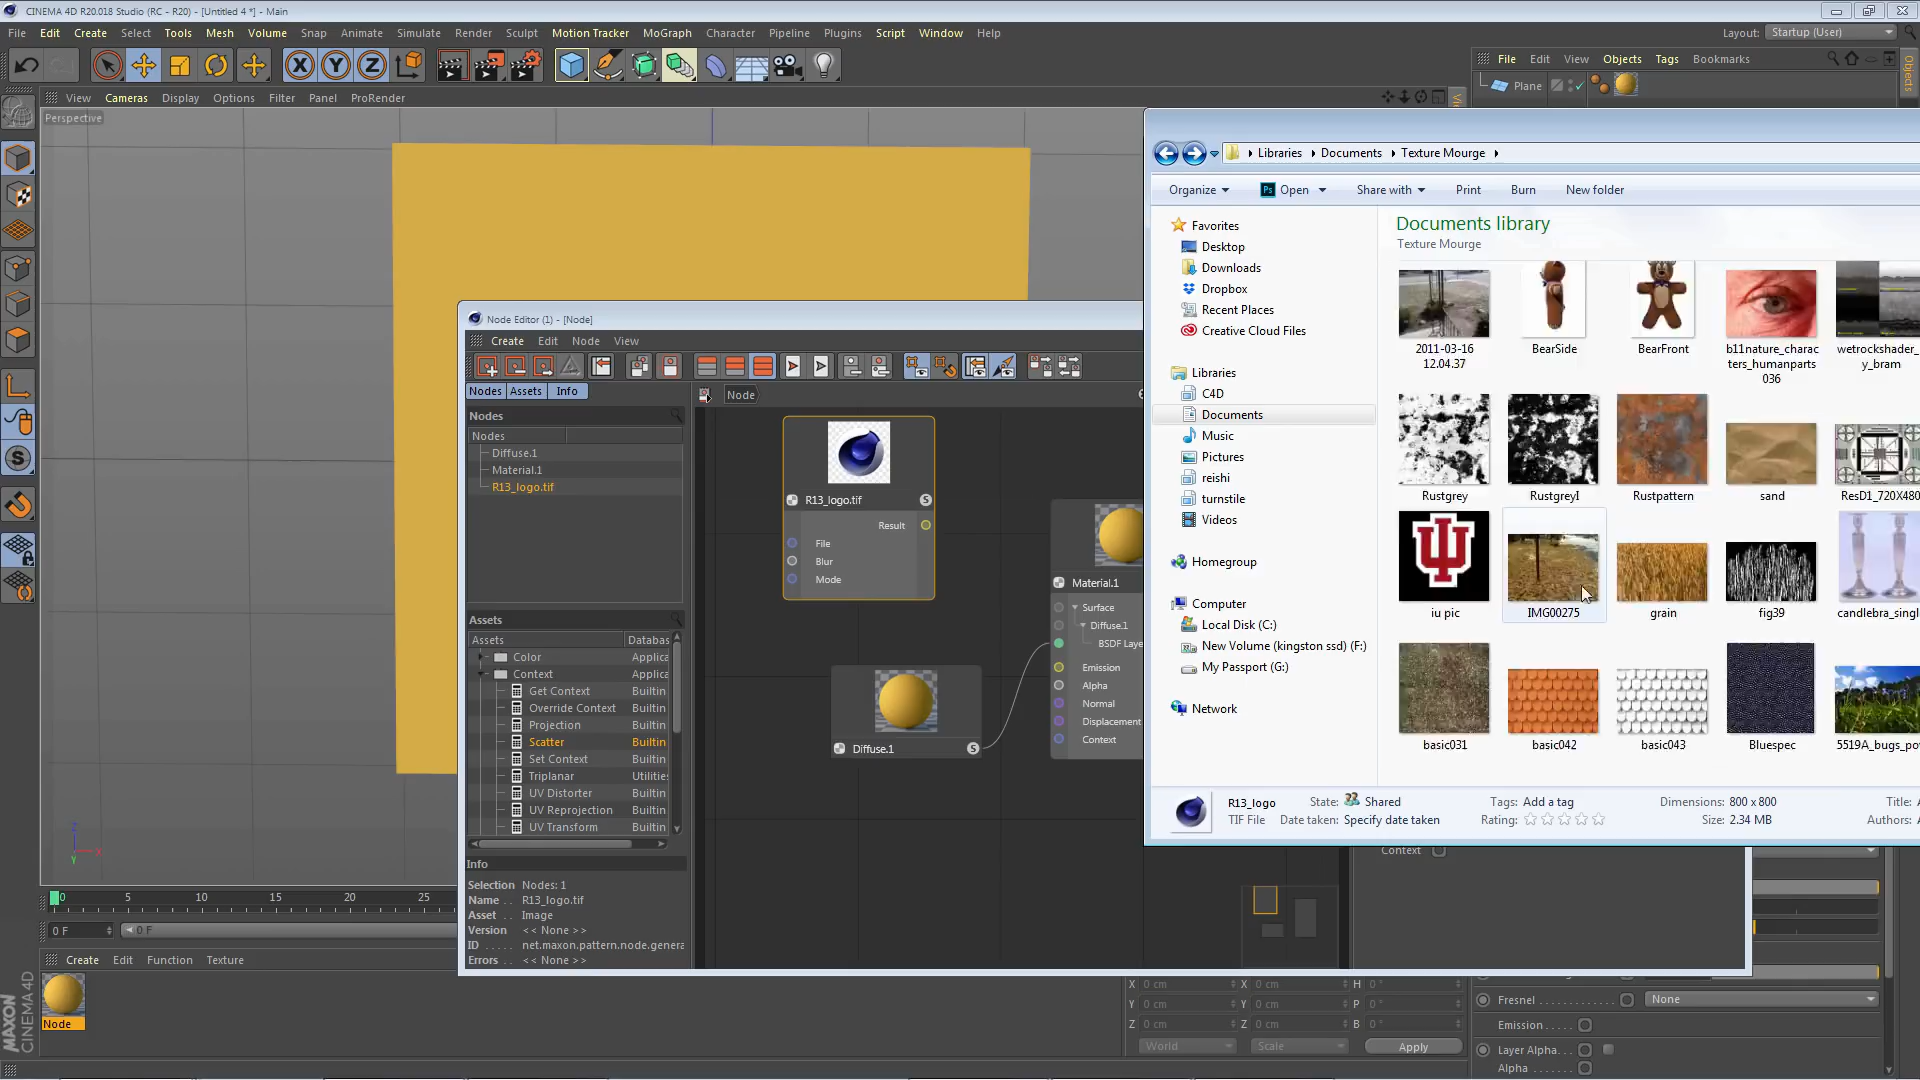 CINEMA 4D R20.018 Studio (RC - R20) - [Untitled 4 *] - Main
File Edit Create Select Tools Mesh Volume Snap Animate Simulate Render Sculpt Motion Tracker MoGraph Character Pipeline Plugins Script Window Help
Layout: Startup (User)
File Edit View Objects Tags Bookmarks
Plane
Objects
View Cameras Display Options Filter Panel ProRender
Perspective
Libraries Documents Texture Mourge
Organize Open Share with Print Burn New folder
Documents library
Texture Mourge
Favorites
Desktop
Downloads
Dropbox
Recent Places
Creative Cloud Files
Libraries
C4D
Documents
Music
Pictures
reishi
turnstile
Videos
Homegroup
Computer
Local Disk (C:)
New Volume (kingston ssd) (F:)
My Passport (G:)
Network
2011-03-16
12.04.37
BearSide
BearFront
b11nature_charac
ters_humanparts
036
wetrockshader_
y_bram
Rustgrey
RustgreyI
Rustpattern
sand
ResD1_720X480
iu pic
IMG00275
grain
fig39
candlebra_singl
basic031
basic042
basic043
Bluespec
5519A_bugs_po
R13_logo State: Shared Tags: Add a tag Dimensions: 800 x 800 Title:
TIF File Date taken: Specify date taken Rating: Size: 2.34 MB Authors:
Node Editor (1) - [Node]
Create Edit Node View
Nodes Assets Info
Node
Nodes
Nodes
Diffuse.1
Material.1
R13_logo.tif
Assets
Assets Databas
Color Applica
Context Applica
Get Context Builtin
Override Context Builtin
Projection Builtin
Scatter Builtin
Set Context Builtin
Triplanar Utilities
UV Distorter Builtin
UV Reprojection Builtin
UV Transform Builtin
Info
Selection Nodes: 1
Name . . R13_logo.tif
Asset . . Image
Version << None >>
ID . . . . . net.maxon.pattern.node.genera
Errors . . << None >>
R13_logo.tif
Result
File
Blur
Mode
Diffuse.1
Material.1
Surface
Diffuse.1
BSDF Laye
Emission
Alpha
Normal
Displacement
Context
Context
0 5 10 15 20 25
0 F 0 F
Create Edit Function Texture
Node
MAXON
CINEMA 4D
X 0 cm X 0 cm H 0 °
Y 0 cm Y 0 cm P 0 °
Z 0 cm Z 0 cm B 0 °
World Scale Apply
Fresnel None
Emission
Layer Alpha
Alpha